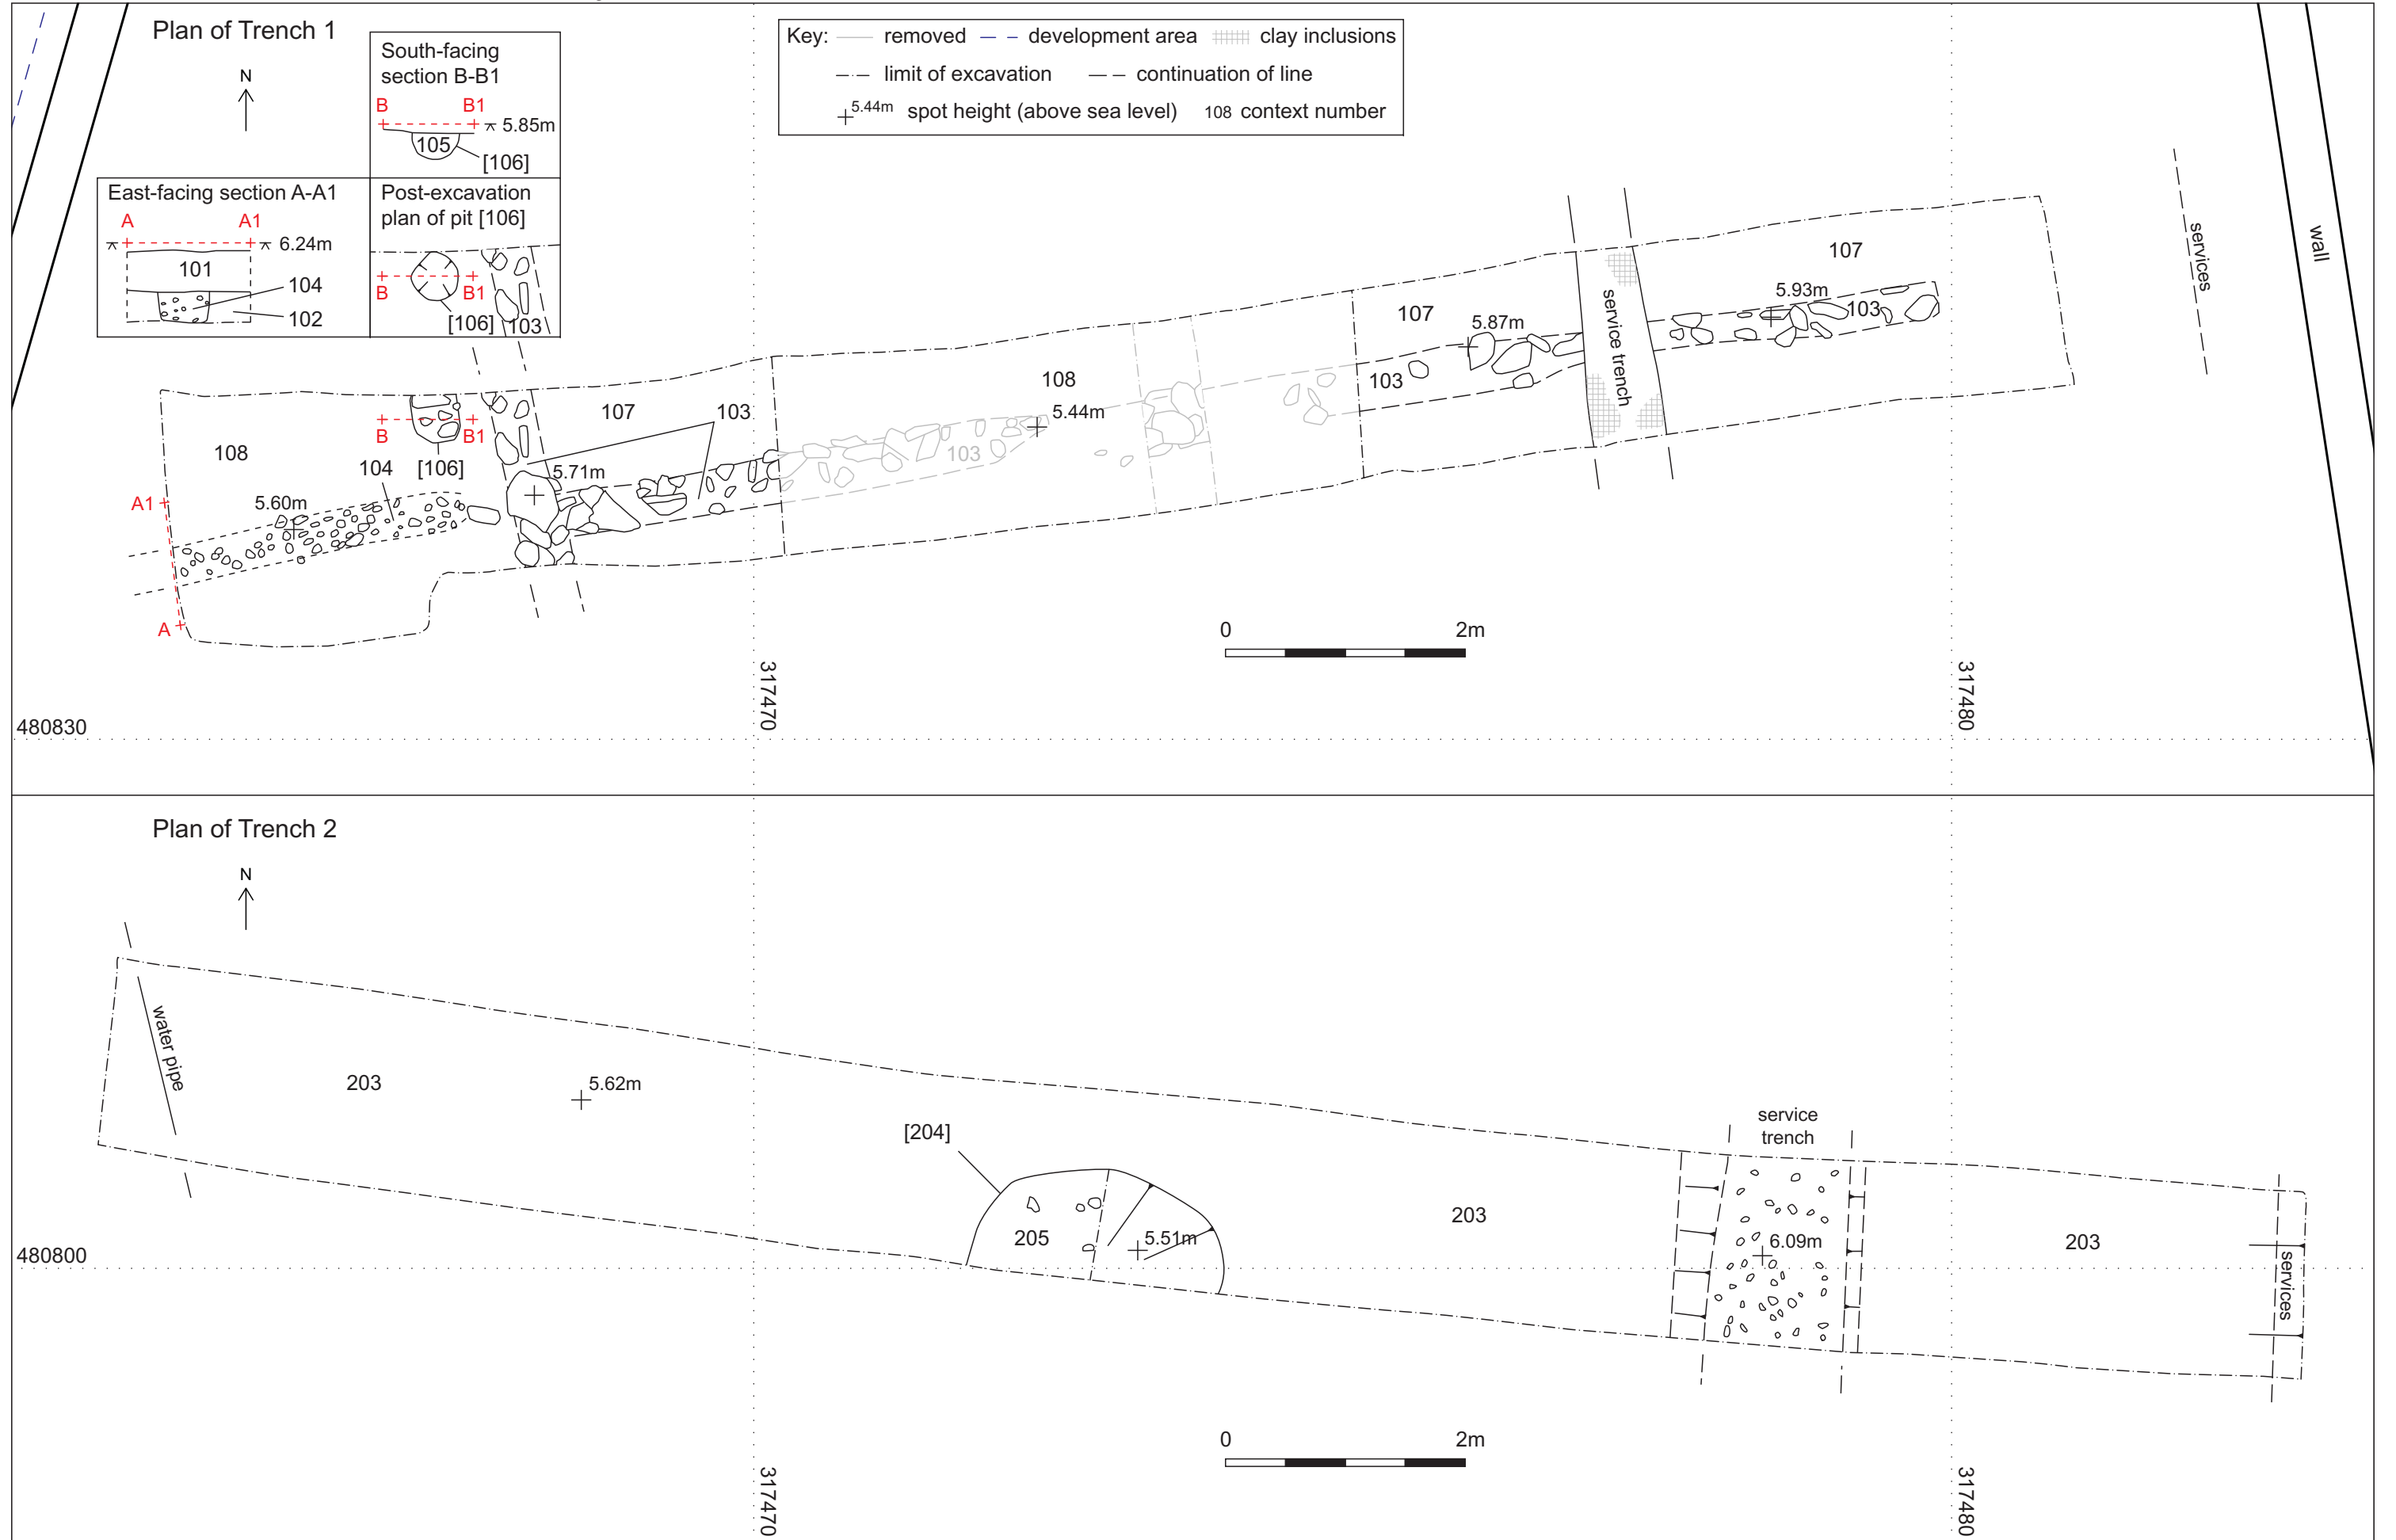 Plan of Trench 1
N
South-facing
section B-B1
B B1
5.85m
105
[106]
East-facing section A-A1
A A1
6.24m
101
104
102
Post-excavation
plan of pit [106]
B B1
[106] 103
Key: removed development area clay inclusions
limit of excavation continuation of line
5.44m spot height (above sea level) 108 context number
107
services
wall
5.93m
103
service trench
107
5.87m
103
108
5.44m
103
107 103
B B1
[106]
108
104
5.71m
A1
5.60m
A
0 2m
317470
317480
480830
Plan of Trench 2
N
water pipe
203
5.62m
[204]
205
5.51m
203
service
trench
6.09m
203
services
480800
0 2m
317470
317480